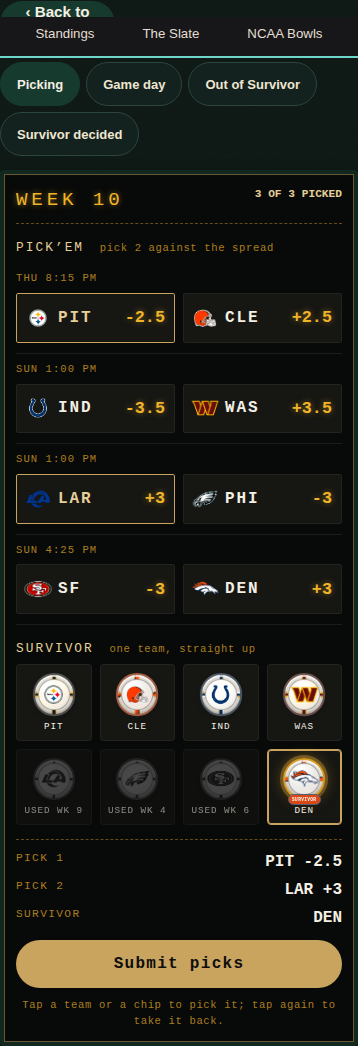 ‹ Back to
Standings The Slate NCAA Bowls
Picking Game day Out of Survivor
Survivor decided
WEEK 10 3 OF 3 PICKED
PICK'EM pick 2 against the spread
THU 8:15 PM
PIT -2.5 CLE +2.5
SUN 1:00 PM
IND -3.5 WAS +3.5
SUN 1:00 PM
LAR +3 PHI -3
SUN 4:25 PM
SF -3 DEN +3
SURVIVOR one team, straight up
PIT CLE IND WAS
SURVIVOR
USED WK 9 USED WK 4 USED WK 6 DEN
PICK 1 PIT -2.5
PICK 2 LAR +3
SURVIVOR DEN
Submit picks
Tap a team or a chip to pick it; tap again to
take it back.